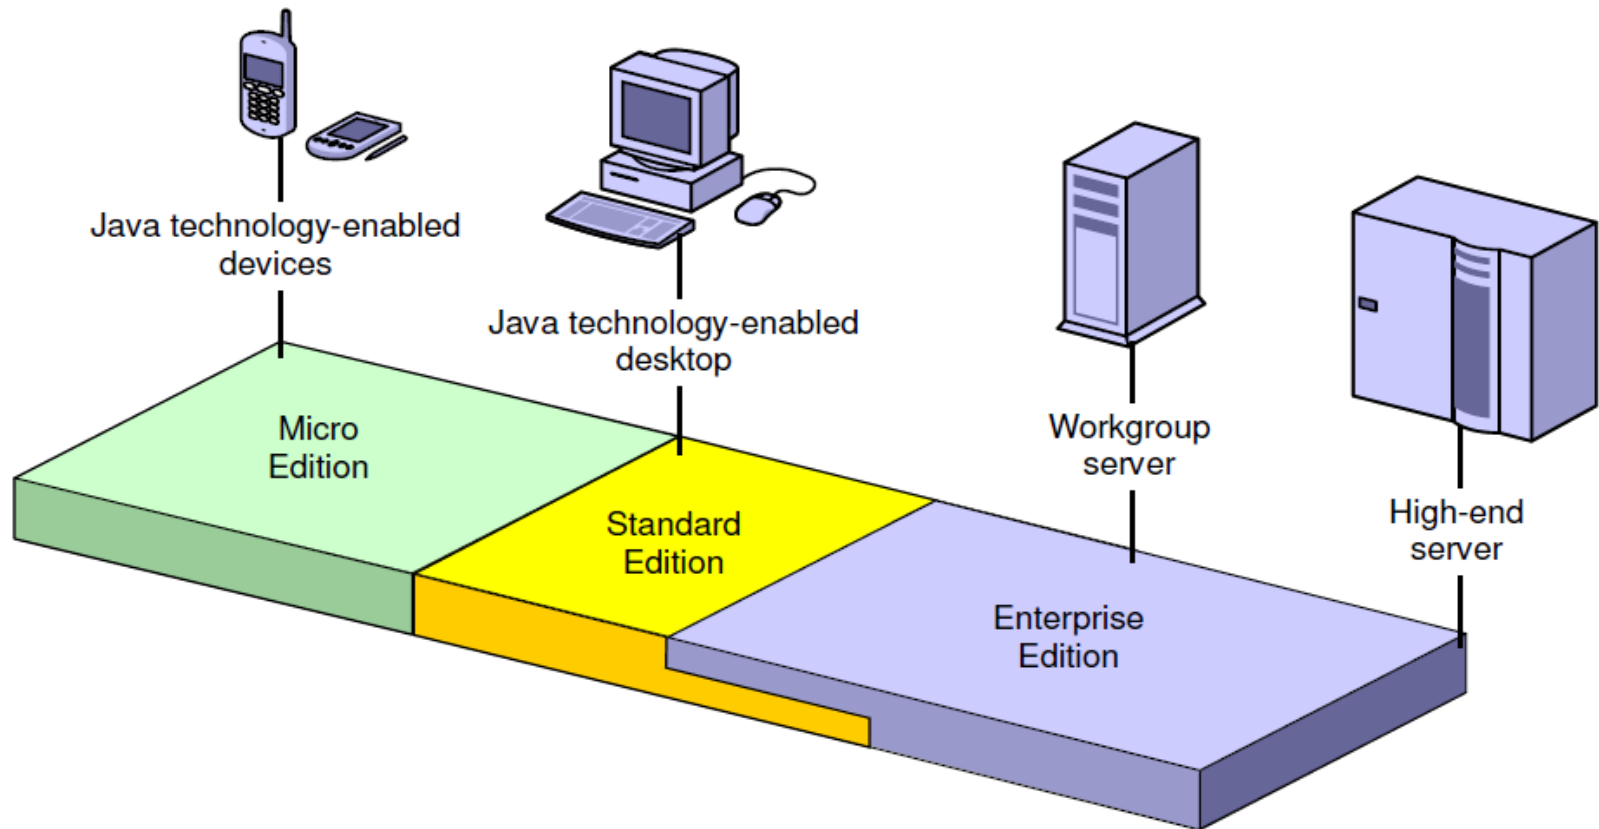 Java technology-enabled
devices
Java technology-enabled
desktop
Workgroup
server
High-end
server
Micro
Edition
Standard
Edition
Enterprise
Edition